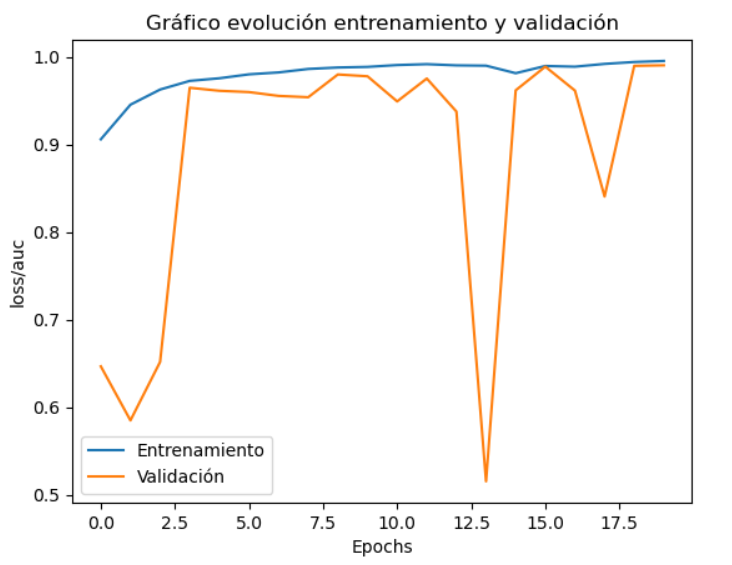 Gráfico evolución entrenamiento y validación
1.0
0.9
0.8
0.7
0.6
0.5
loss/auc
Entrenamiento
Validación
0.0 2.5 5.0 7.5 10.0 12.5 15.0 17.5
Epochs